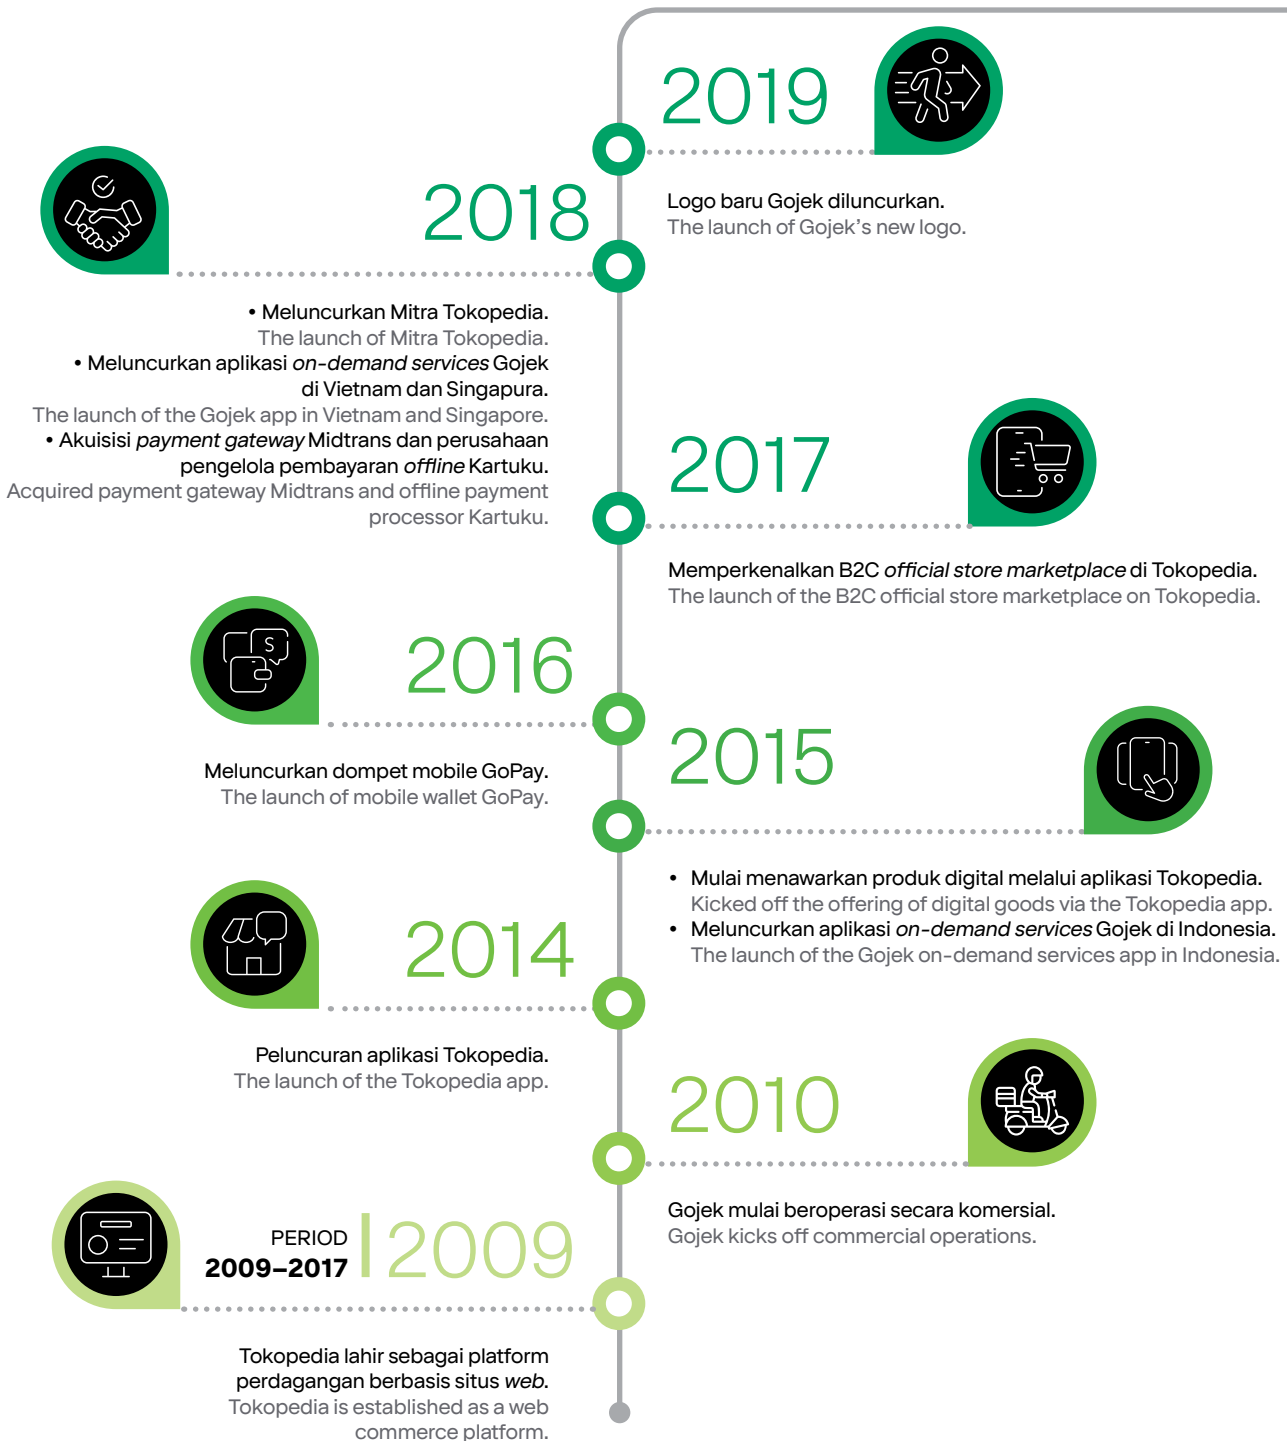 2019
Logo baru Gojek diluncurkan.
The launch of Gojek's new logo.
2018
• Meluncurkan Mitra Tokopedia.
The launch of Mitra Tokopedia.
• Meluncurkan aplikasi on-demand services Gojek
di Vietnam dan Singapura.
The launch of the Gojek app in Vietnam and Singapore.
• Akuisisi payment gateway Midtrans dan perusahaan
pengelola pembayaran offline Kartuku.
Acquired payment gateway Midtrans and offline payment
processor Kartuku.
2017
Memperkenalkan B2C official store marketplace di Tokopedia.
The launch of the B2C official store marketplace on Tokopedia.
S
2016
Meluncurkan dompet mobile GoPay.
The launch of mobile wallet GoPay.
2015
• Mulai menawarkan produk digital melalui aplikasi Tokopedia.
Kicked off the offering of digital goods via the Tokopedia app.
• Meluncurkan aplikasi on-demand services Gojek di Indonesia.
The launch of the Gojek on-demand services app in Indonesia.
2014
Peluncuran aplikasi Tokopedia.
The launch of the Tokopedia app.
2010
Gojek mulai beroperasi secara komersial.
Gojek kicks off commercial operations.
PERIOD
2009–2017
2009
Tokopedia lahir sebagai platform
perdagangan berbasis situs web.
Tokopedia is established as a web
commerce platform.